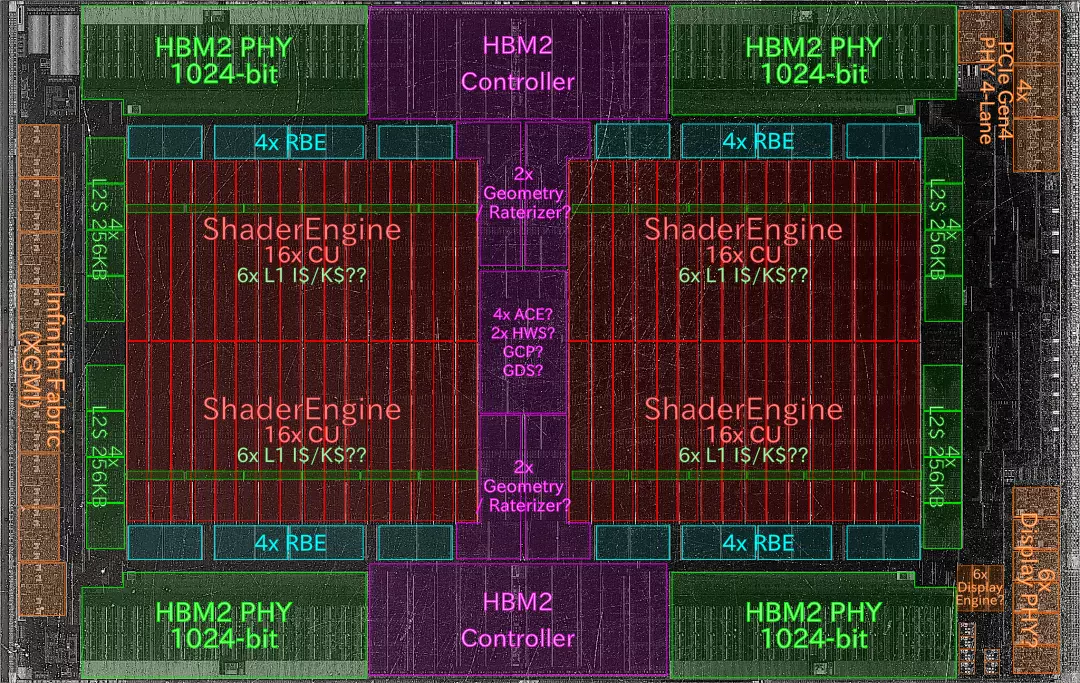 HBM2 PHY
1024-bit
HBM2
Controller
HBM2 PHY
1024-bit
PCIe Gen4
PHY 4-Lane
4x
4x RBE
4x RBE
2x
Geometry
/ Raterizer?
4x
L2$ 256KB
ShaderEngine
16x CU
6x L1 I$/K$??
ShaderEngine
16x CU
6x L1 I$/K$??
4x
L2$ 256KB
Infinith Fabric
(XGMI)
4x ACE?
2x HWS?
GCP?
GDS?
4x
L2$ 256KB
ShaderEngine
16x CU
6x L1 I$/K$??
ShaderEngine
16x CU
6x L1 I$/K$??
4x
L2$ 256KB
2x
Geometry
/ Raterizer?
4x RBE
4x RBE
6x
Display PHY?
6x
Display
Engine?
HBM2 PHY
1024-bit
HBM2
Controller
HBM2 PHY
1024-bit